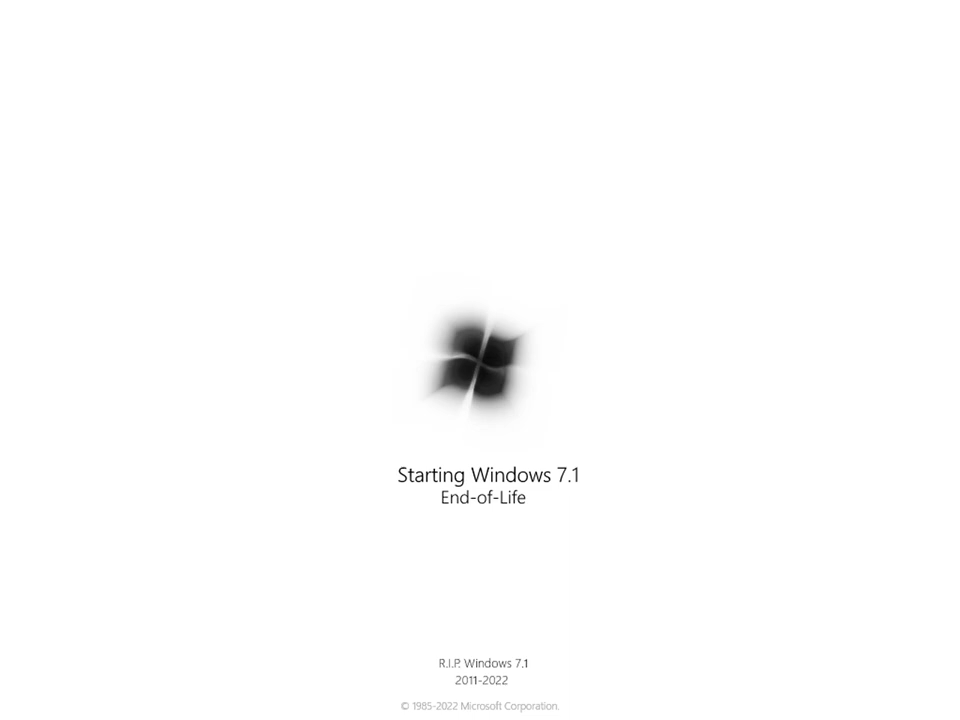 Starting Windows 7.1
End-of-Life
R.I.P. Windows 7.1
2011-2022
© 1985-2022 Microsoft Corporation.